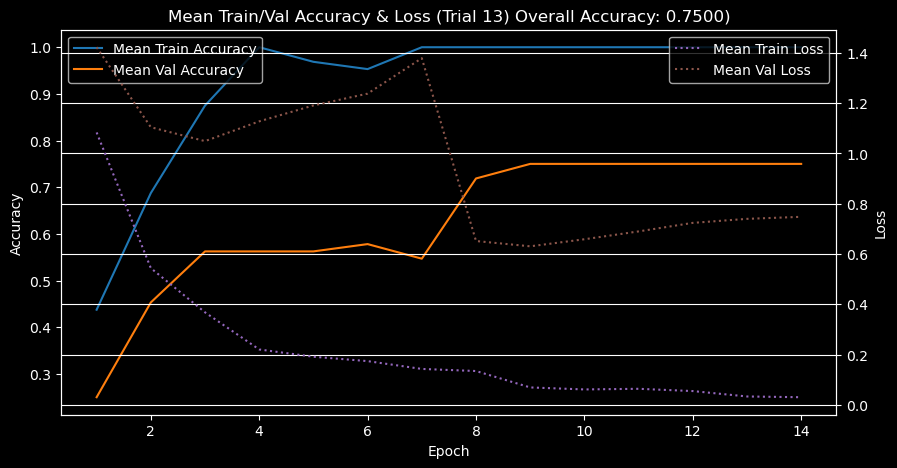 Mean Train/Val Accuracy & Loss (Trial 13) Overall Accuracy: 0.7500)
Mean Train Accuracy
Mean Val Accuracy
Mean Train Loss
Mean Val Loss
Accuracy
1.0
0.9
0.8
0.7
0.6
0.5
0.4
0.3
Loss
1.4
1.2
1.0
0.8
0.6
0.4
0.2
0.0
2 4 6 8 10 12 14
Epoch